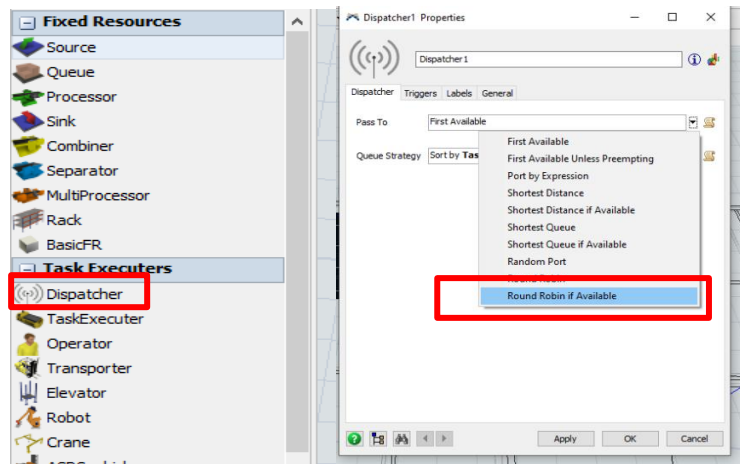 Fixed Resources
Source
Queue
Processor
Sink
Combiner
Separator
MultiProcessor
Rack
BasicFR
Task Executers
Dispatcher
TaskExecuter
Operator
Transporter
Elevator
Robot
Crane
Dispatcher1 Properties
Dispatcher1
Dispatcher Triggers Labels General
Pass To First Available
Queue Strategy Sort by Tas
First Available
First Available Unless Preempting
Port by Expression
Shortest Distance
Shortest Distance if Available
Shortest Queue
Shortest Queue if Available
Random Port
Round Robin
Round Robin if Available
Apply OK Cancel